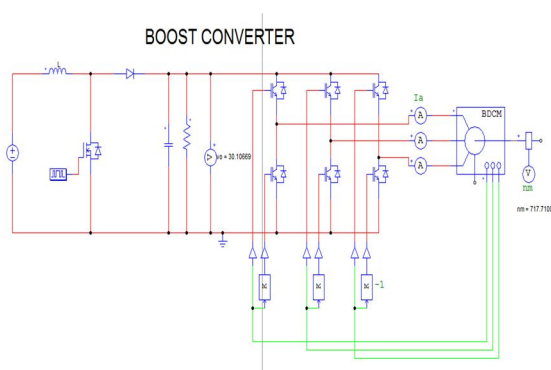 BOOST CONVERTER
L
Ia
BDCM
A
A
A
V
vo = 30.10669
V
nm
nm = 717.7100
K
K
K
-1